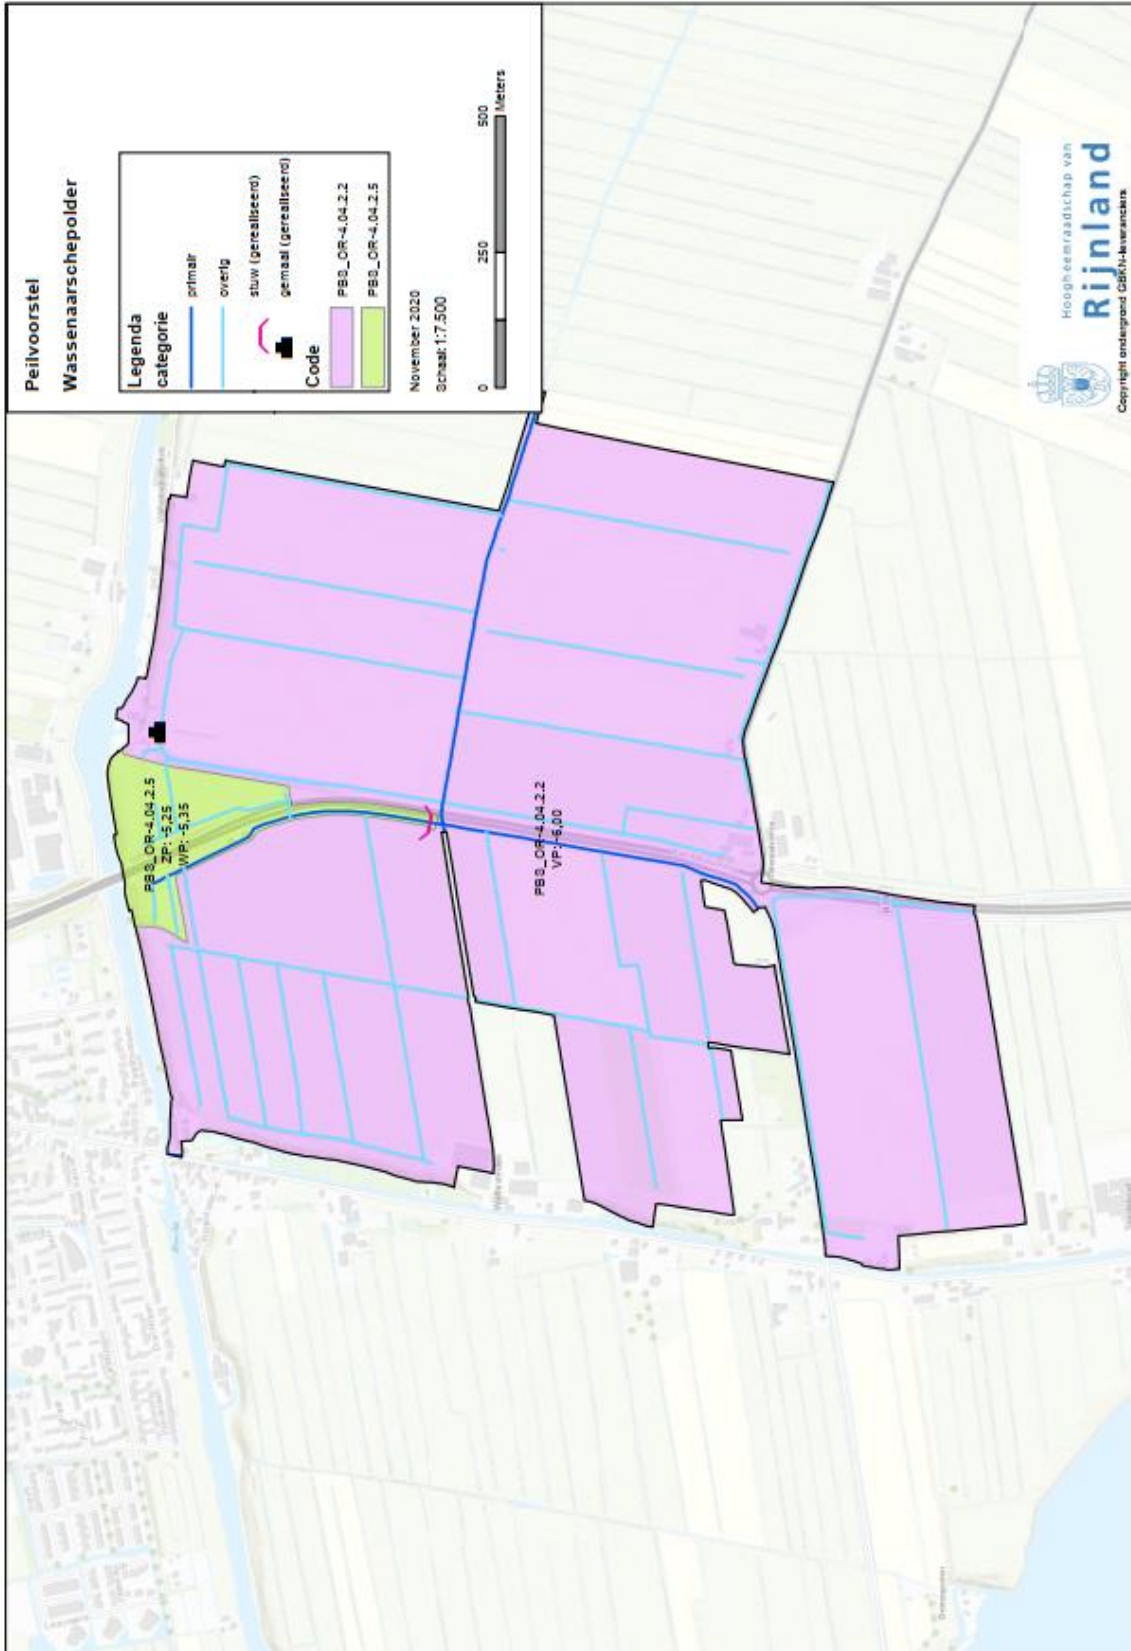 Peilvoorstel
Wassenaarschepolder
Legenda
categorie
primair
overig
stuw (gerealiseerd)
gemaal (gerealiseerd)
Code
PBS_OR-4.04.2.2
PBS_OR-4.04.2.5
November 2020
Schaal: 1:7.500
0 250 500
Meters
PBS_OR-4.04.2.5
ZP: -5,25
WP: -5,35
PBS_OR-4.04.2.2
VP: -6,00
Hoogheemraadschap van
Rijnland
Copyright ondergrond GBKN-leveranciers